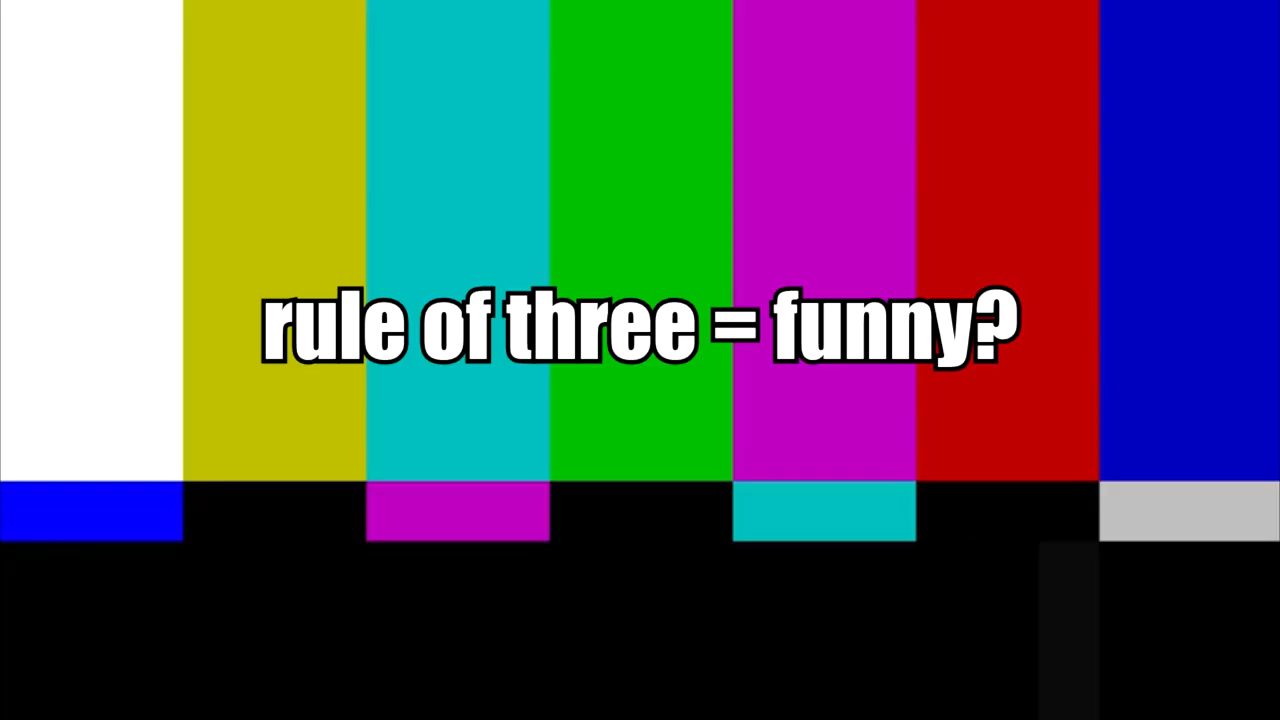 rule of three = funny?